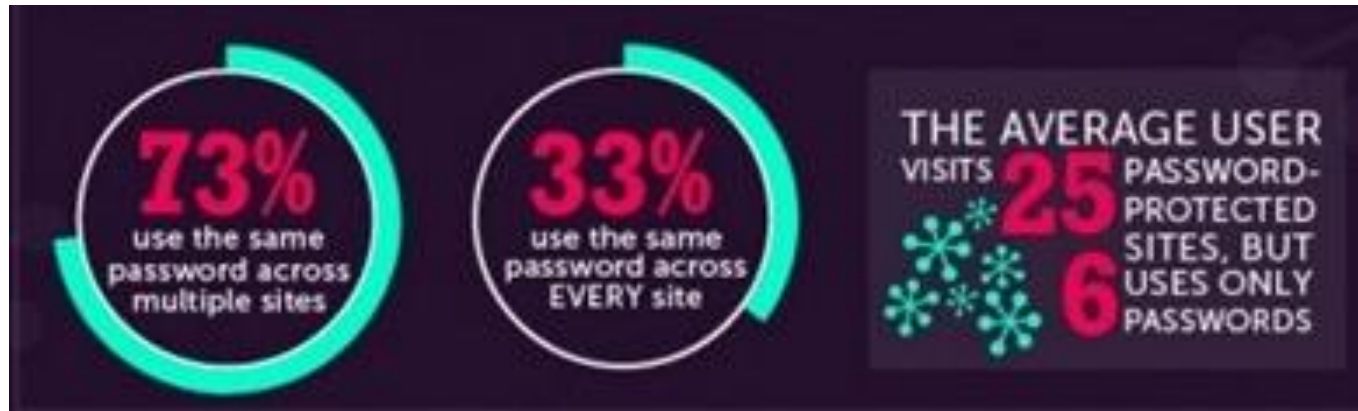 73%
use the same
password across
multiple sites
33%
use the same
password across
EVERY site
THE AVERAGE USER
VISITS 25 PASSWORD-
PROTECTED
SITES, BUT
6 USES ONLY
PASSWORDS